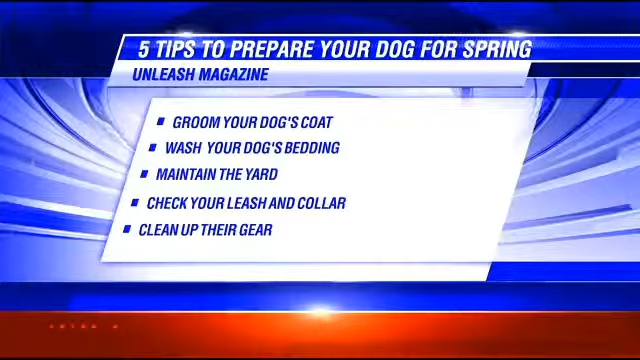 5 TIPS TO PREPARE YOUR DOG FOR SPRING
UNLEASH MAGAZINE
GROOM YOUR DOG'S COAT
WASH YOUR DOG'S BEDDING
MAINTAIN THE YARD
CHECK YOUR LEASH AND COLLAR
CLEAN UP THEIR GEAR